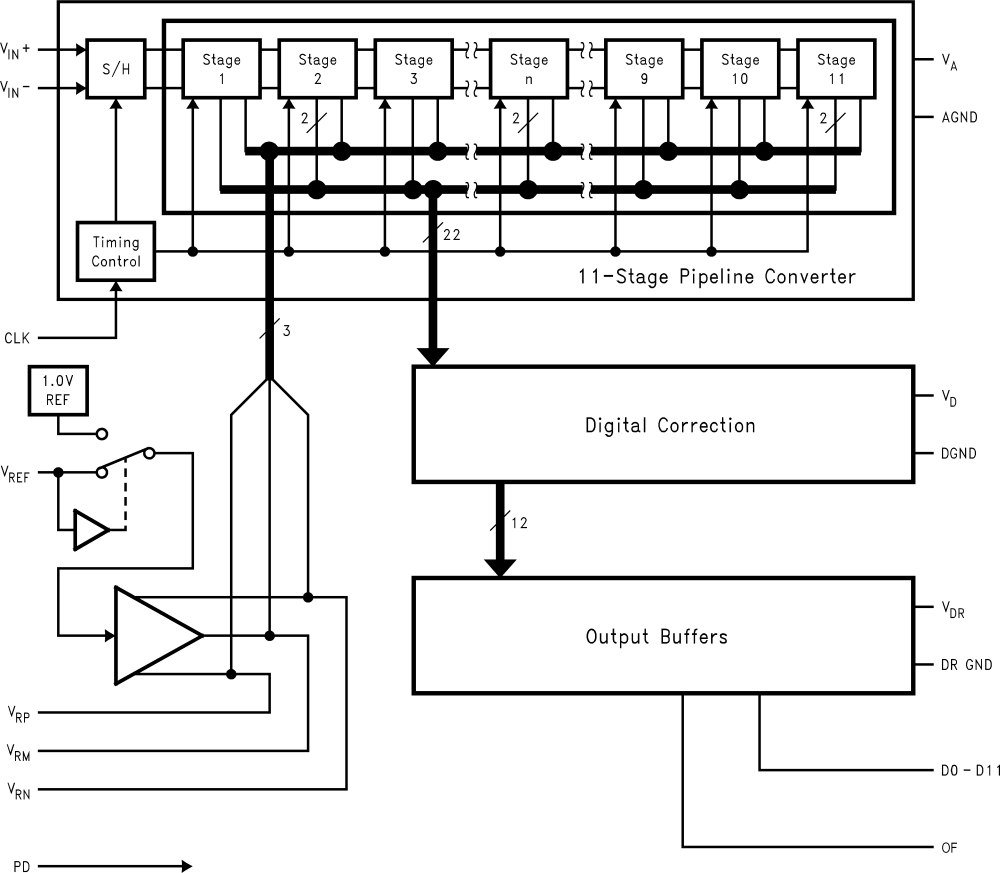 VIN+
VIN−
S/H
Stage 1
Stage 2
Stage 3
Stage n
Stage 9
Stage 10
Stage 11
2
2
2
VA
AGND
22
Timing
Control
11-Stage Pipeline Converter
CLK
3
1.0V
REF
VREF
Digital Correction
VD
DGND
12
Output Buffers
VDR
DR GND
VRP
VRM
VRN
D0-D11
OF
PD